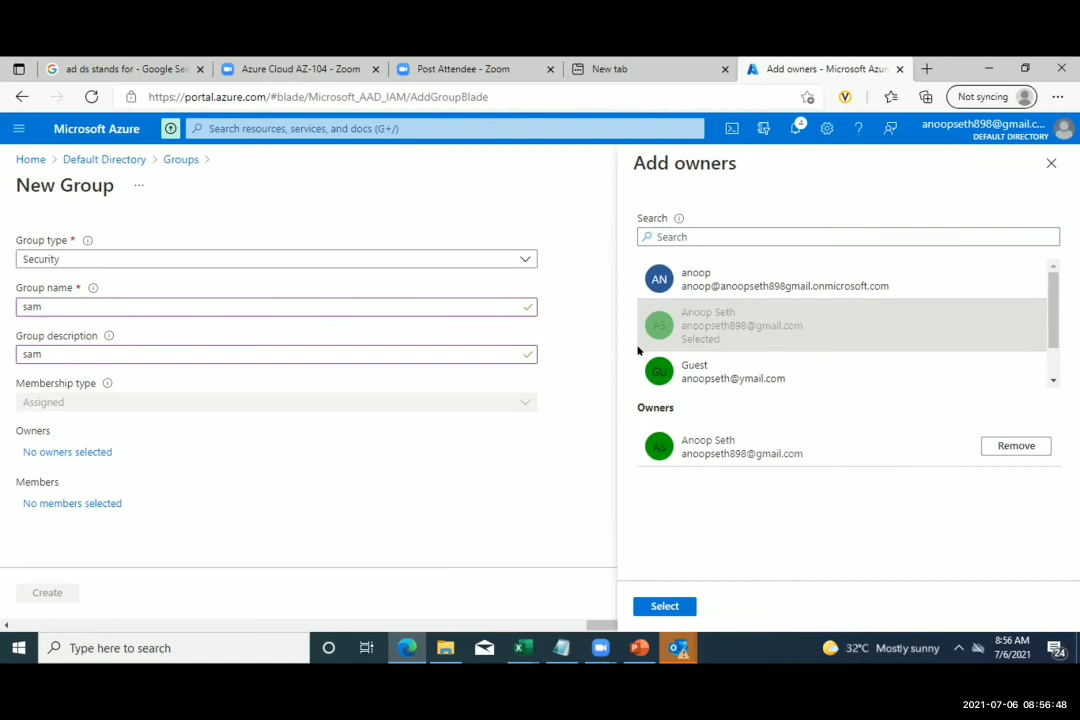 ad ds stands for - Google Sea
Azure Cloud AZ-104 - Zoom
Post Attendee - Zoom
New tab
Add owners - Microsoft Azur
https://portal.azure.com/#blade/Microsoft_AAD_IAM/AddGroupBlade
Not syncing
Microsoft Azure
Search resources, services, and docs (G+/)
4
anoopseth898@gmail.c...
DEFAULT DIRECTORY
Home > Default Directory > Groups >
New Group ...
Group type *
Security
Group name *
sam
Group description
sam
Membership type
Assigned
Owners
No owners selected
Members
No members selected
Create
Add owners
Search
Search
AN
anoop
anoop@anoopseth898gmail.onmicrosoft.com
AS
Anoop Seth
anoopseth898@gmail.com
Selected
GU
Guest
anoopseth@ymail.com
Owners
AS
Anoop Seth
anoopseth898@gmail.com
Remove
Select
Type here to search
32°C Mostly sunny
8:56 AM
7/6/2021
24
2021-07-06 08:56:48